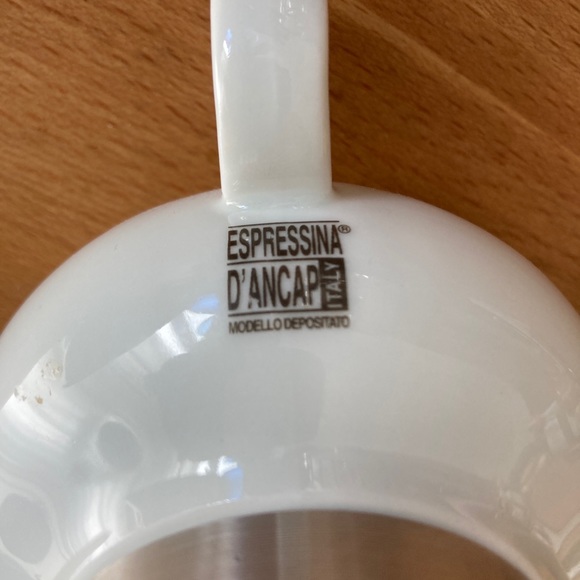 ESPRESSINA®
D'ANCAP ITALY
MODELLO DEPOSITATO